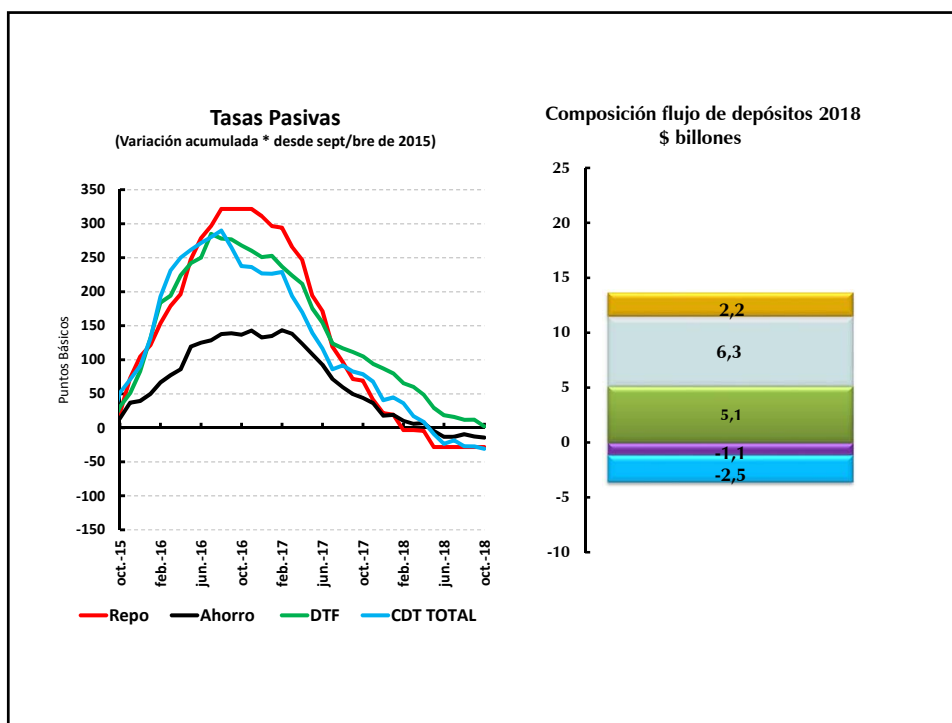 Tasas Pasivas
(Variación acumulada * desde sept/bre de 2015)
Puntos Básicos
350
300
250
200
150
100
50
0
-50
-100
-150
oct.-15
feb.-16
jun.-16
oct.-16
feb.-17
jun.-17
oct.-17
feb.-18
jun.-18
oct.-18
Repo
Ahorro
DTF
CDT TOTAL
Composición flujo de depósitos 2018
$ billones
25
20
15
10
5
0
-5
-10
2,2
6,3
5,1
-1,1
-2,5